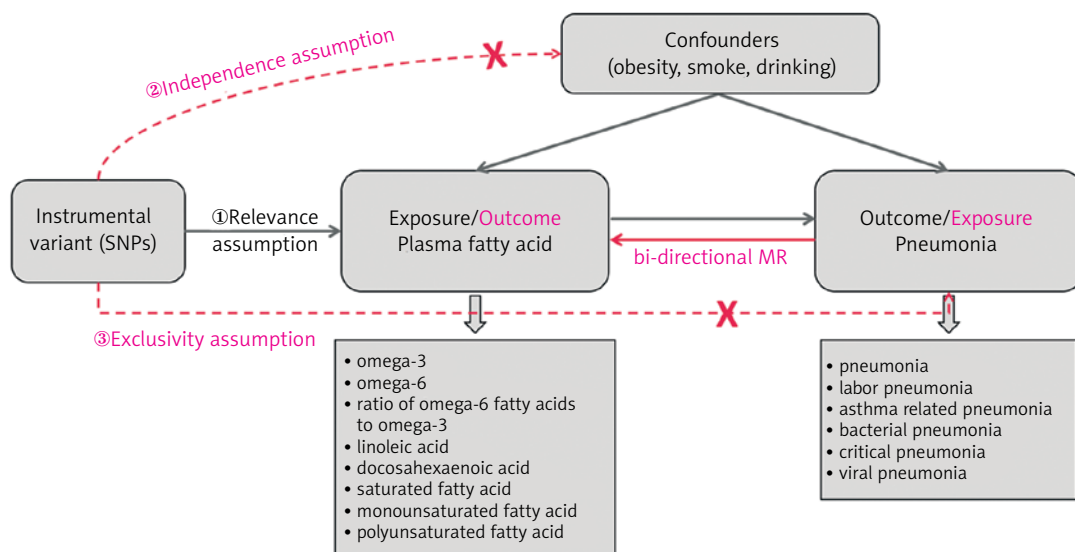 ②Independence assumption
X
Confounders
(obesity, smoke, drinking)
Instrumental
variant (SNPs)
①Relevance
assumption
Exposure/Outcome
Plasma fatty acid
bi-directional MR
Outcome/Exposure
Pneumonia
③Exclusivity assumption
X
• omega-3
• omega-6
• ratio of omega-6 fatty acids
to omega-3
• linoleic acid
• docosahexaenoic acid
• saturated fatty acid
• monounsaturated fatty acid
• polyunsaturated fatty acid
• pneumonia
• labor pneumonia
• asthma related pneumonia
• bacterial pneumonia
• critical pneumonia
• viral pneumonia